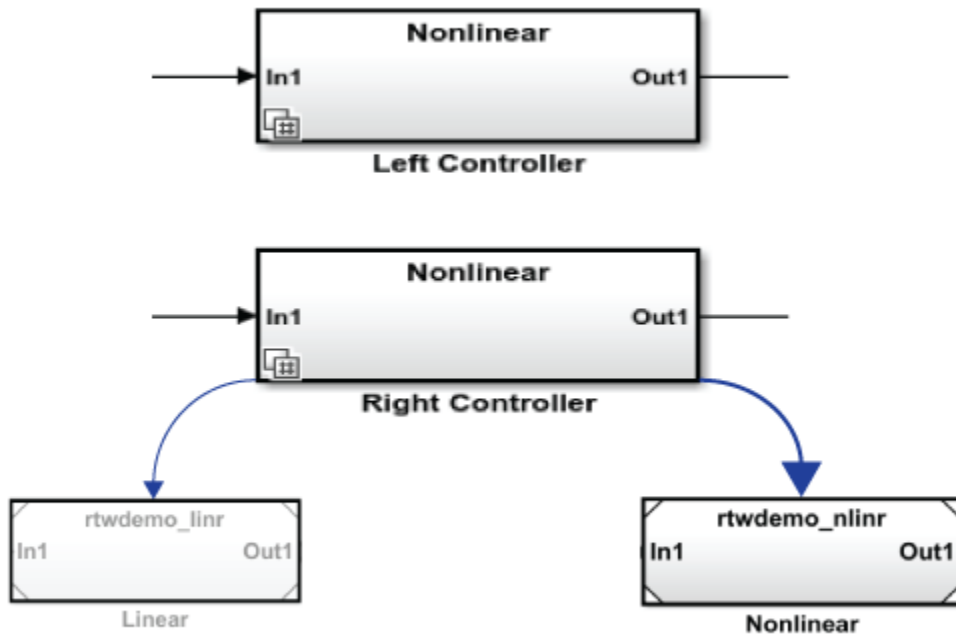 Nonlinear
In1 Out1
Left Controller
Nonlinear
In1 Out1
Right Controller
rtwdemo_linr
In1 Out1
Linear
rtwdemo_nlinr
In1 Out1
Nonlinear